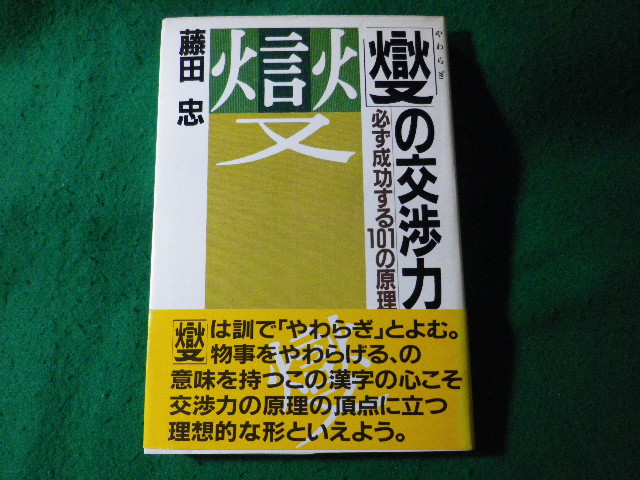 「燮」の交渉力
やわらぎ
必ず成功する101の原理
藤田 忠
燮
「燮」は訓で「やわらぎ」とよむ。
物事をやわらげる、の
意味を持つこの漢字の心こそ
交渉力の原理の頂点に立つ
理想的な形といえよう。
燮